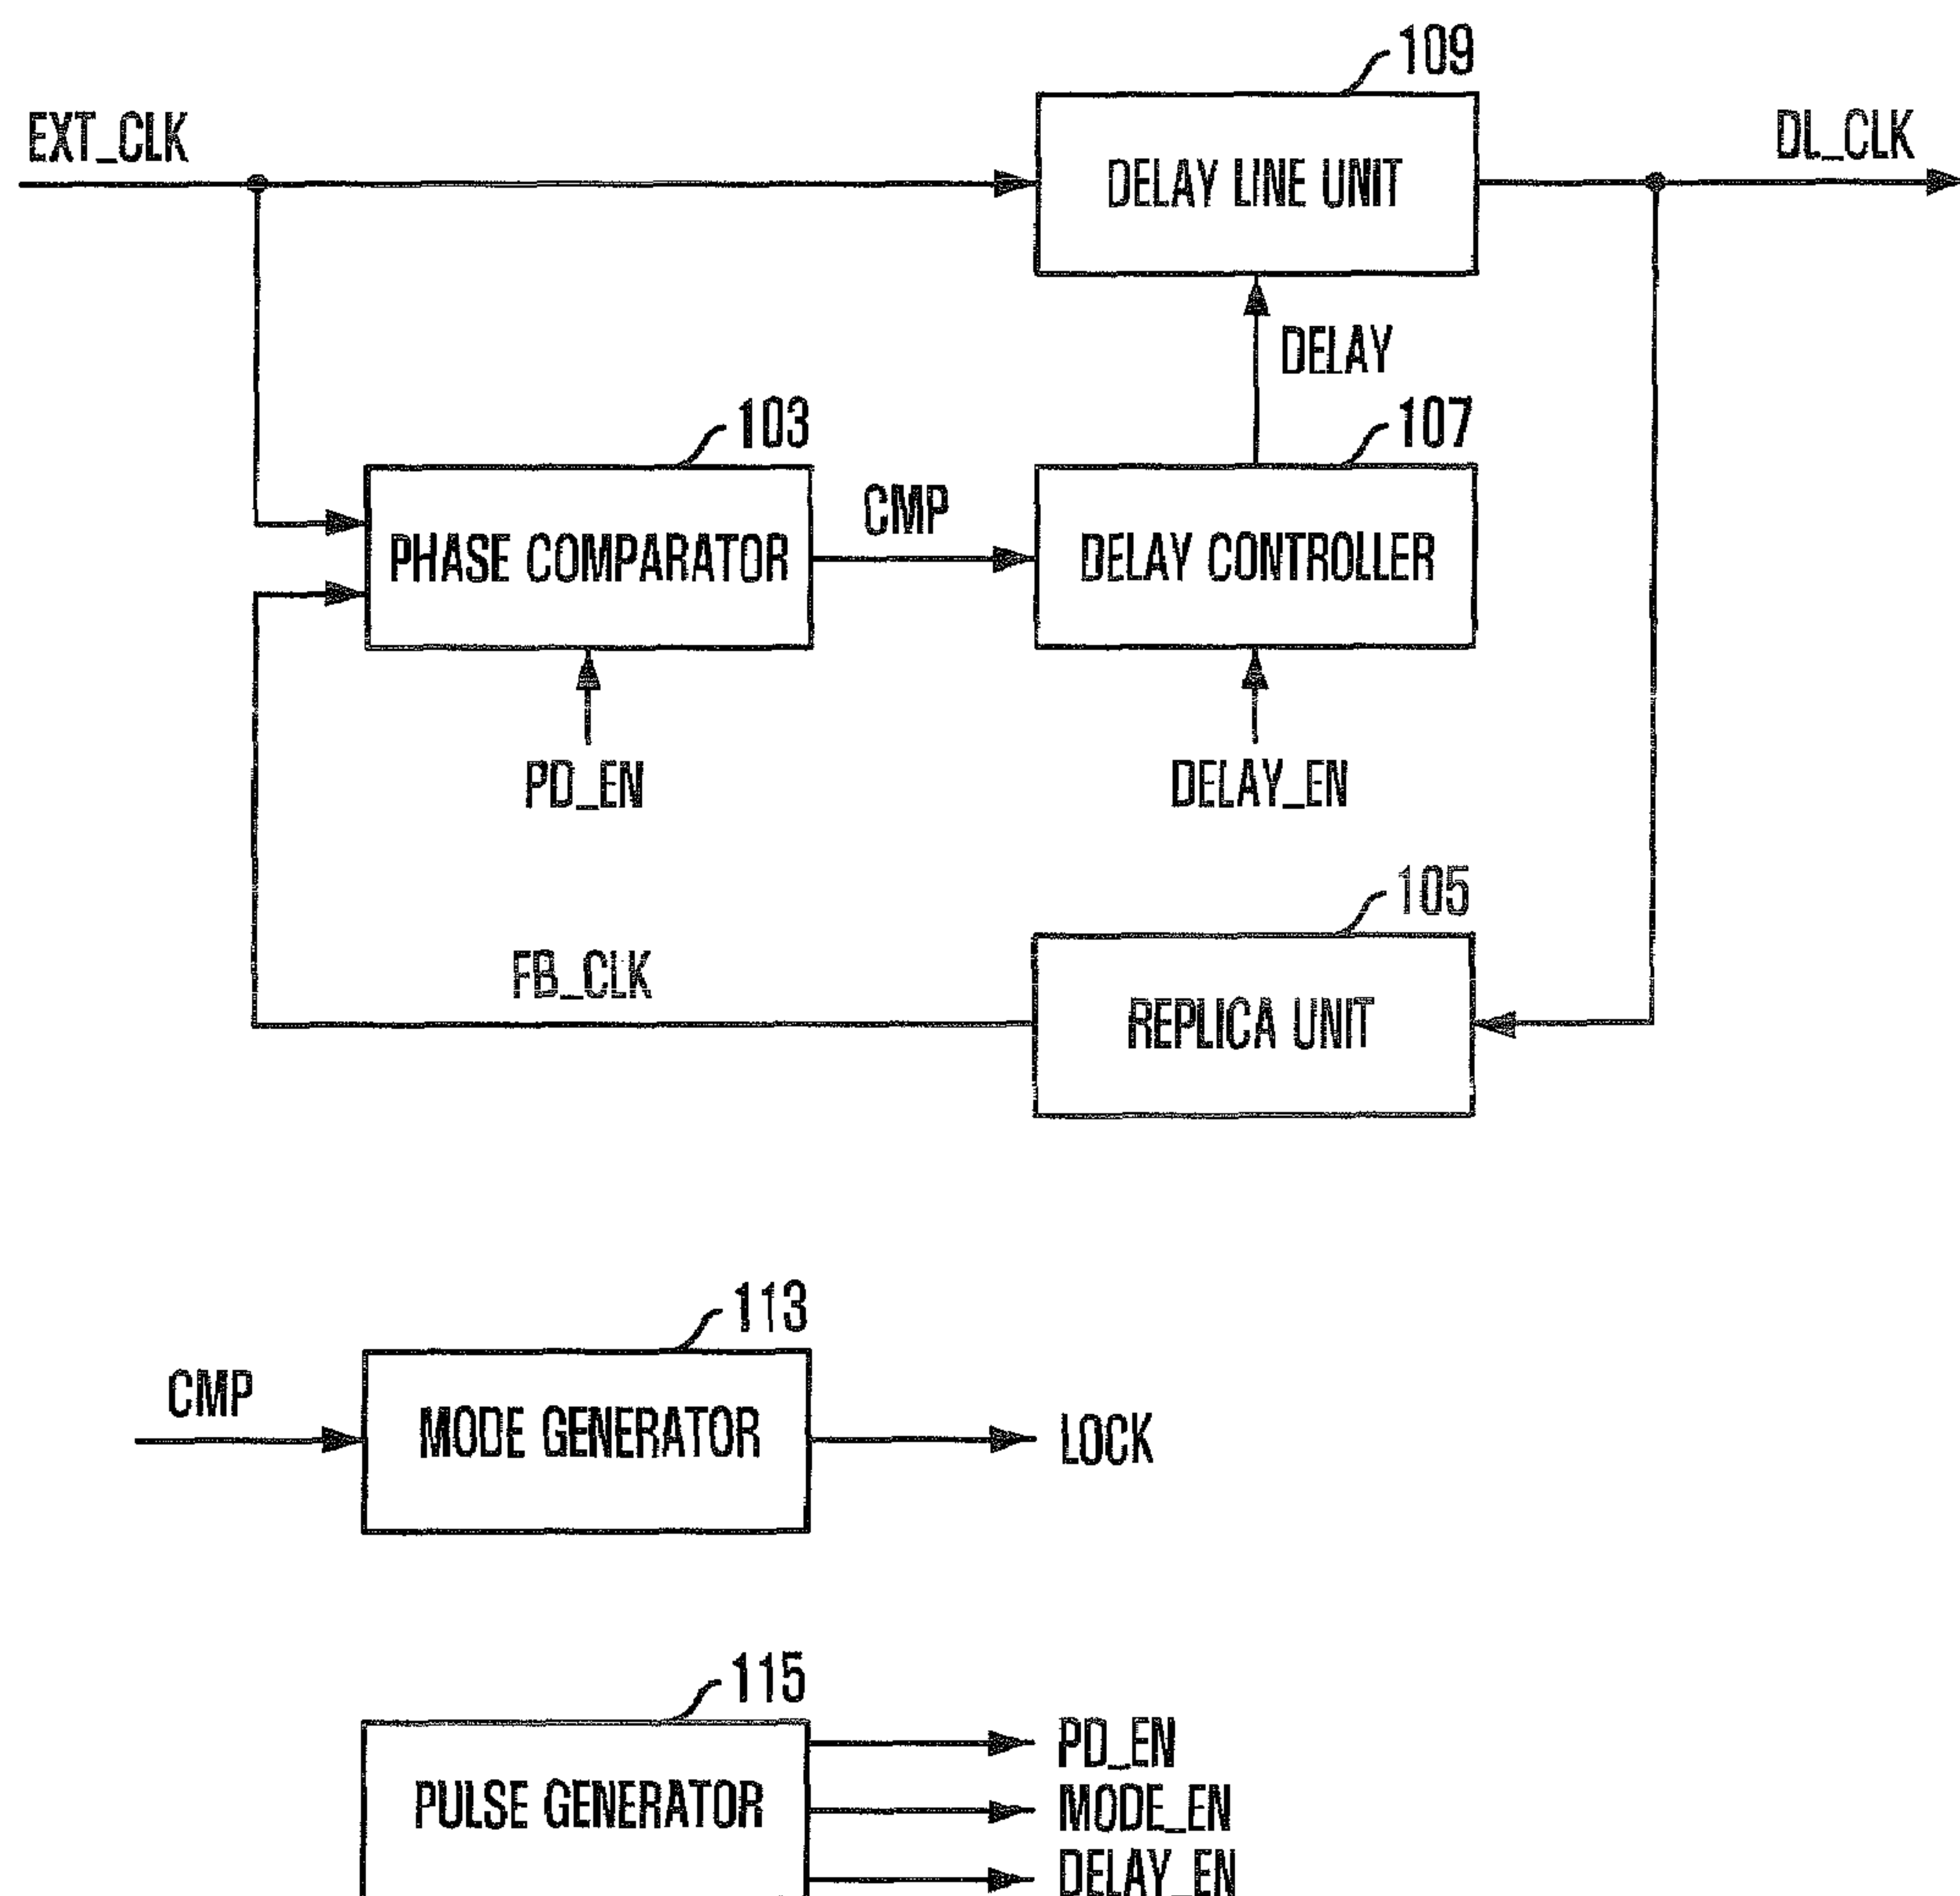 109
EXT_CLK
DELAY LINE UNIT
DL_CLK
DELAY
103
107
PHASE COMPARATOR
CMP
DELAY CONTROLLER
PD_EN
DELAY_EN
105
FB_CLK
REPLICA UNIT
113
CMP
MODE GENERATOR
LOCK
115
PULSE GENERATOR
PD_EN
MODE_EN
DELAY_EN